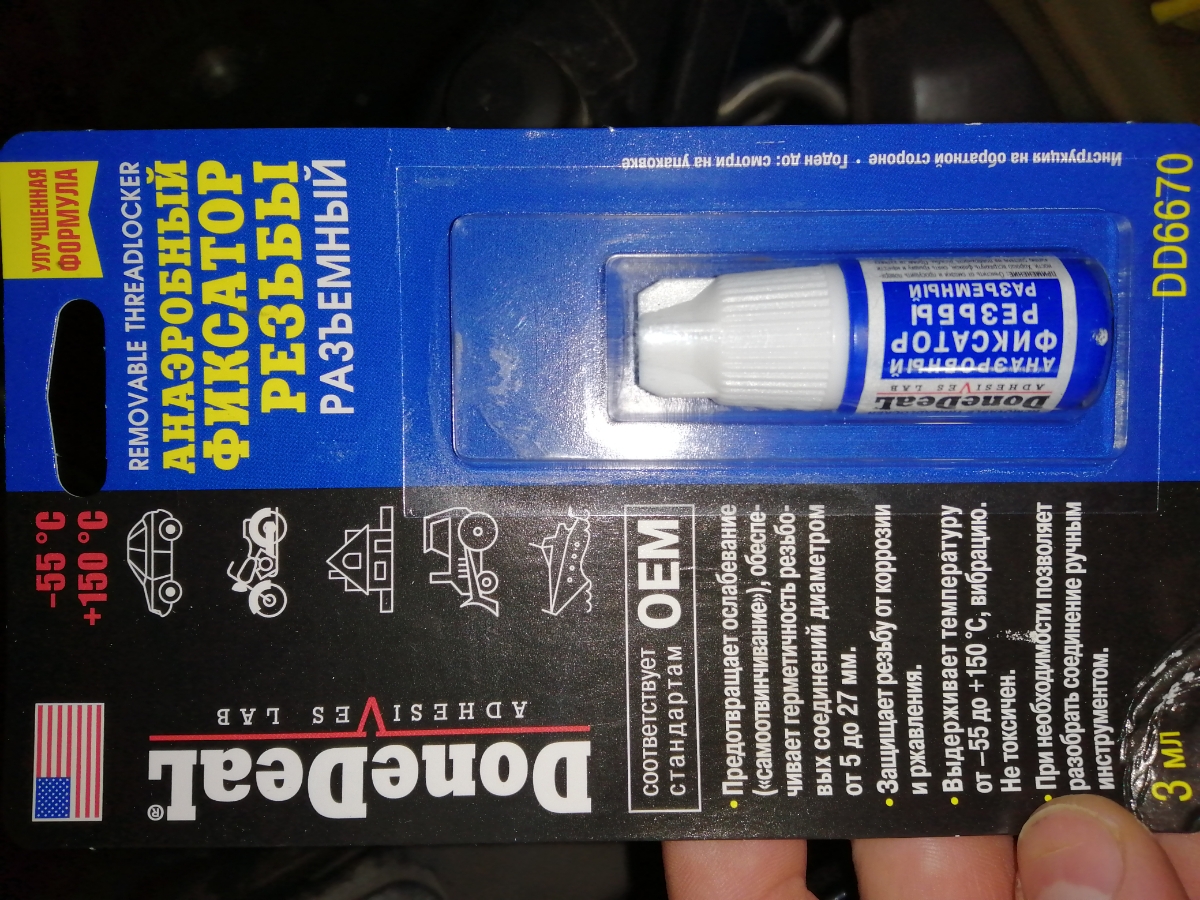 УЛУЧШЕННАЯ
ФОРМУЛА
REMOVABLE THREADLOCKER
АНАЭРОБНЫЙ
ФИКСАТОР
РЕЗЬБЫ
РАЗЪЕМНЫЙ
Инструкция на обратной стороне • Годен до: смотри на упаковке
DoneDeaL
ADHESIVES LAB
АНАЭРОБНЫЙ
ФИКСАТОР
РЕЗЬБЫ
РАЗЪЕМНЫЙ
DD6670
–55 °C
+150 °C
DoneDeaL®
ADHESIVES LAB
соответствует
стандартам
OEM
• Предотвращает ослабевание
(«самоотвинчивание»), обеспе-
чивает герметичность резьбо-
вых соединений диаметром
от 5 до 27 мм.
• Защищает резьбу от коррозии
и ржавления.
• Выдерживает температуру
от –55 до +150 °C, вибрацию.
Не токсичен.
• При необходимости позволяет
разобрать соединение ручным
инструментом.
3 мл